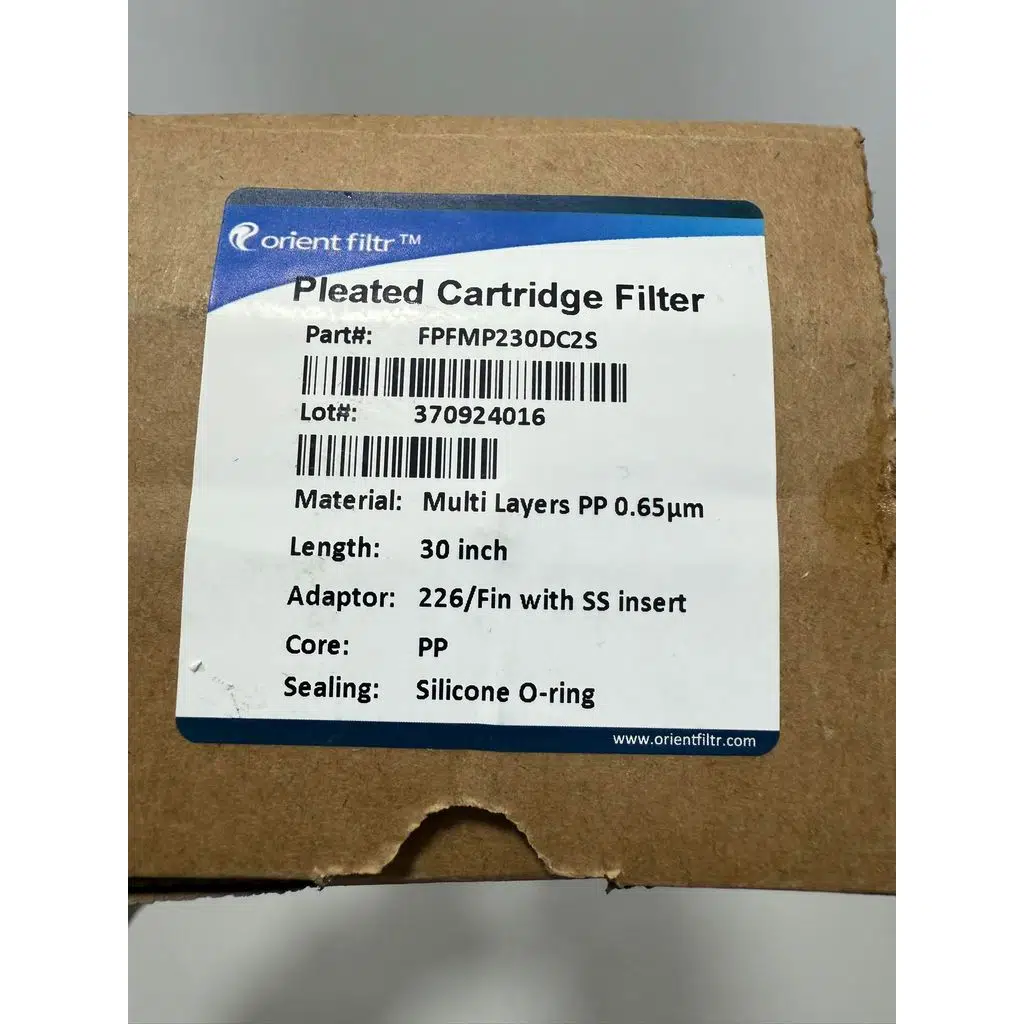 orient filtr™
Pleated Cartridge Filter
Part#: FPFMP230DC2S
Lot#: 370924016
Material: Multi Layers PP 0.65µm
Length: 30 inch
Adaptor: 226/Fin with SS insert
Core: PP
Sealing: Silicone O-ring
www.orientfiltr.com